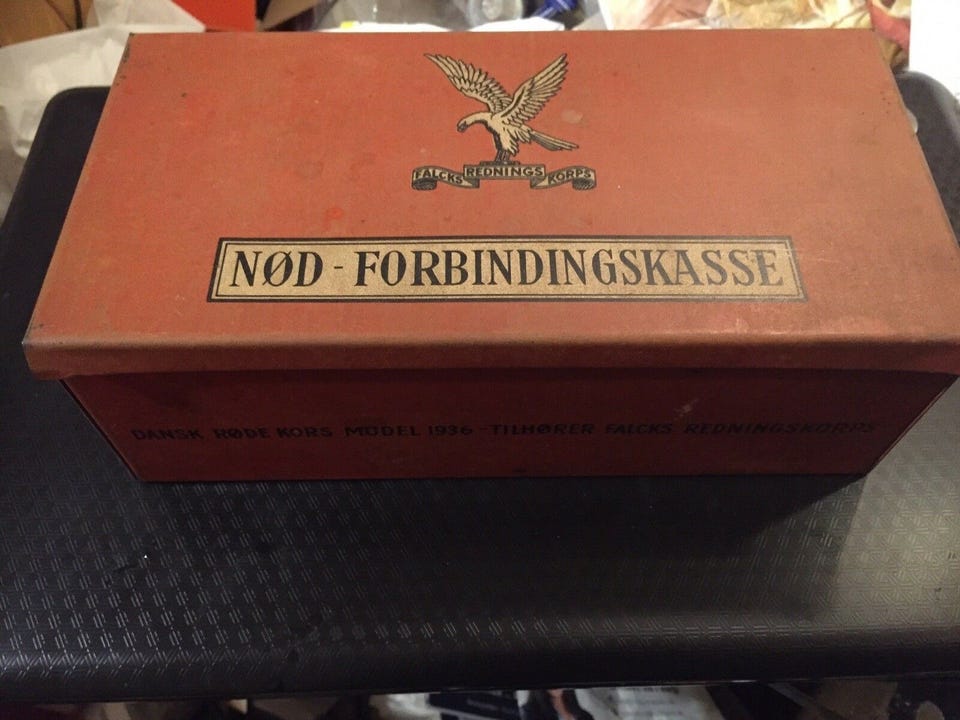 FALCKS REDNINGS KORPS
NØD - FORBINDINGSKASSE
DANSK RØDE KORS MODEL 1936 - TILHØRER FALCKS REDNINGSKORPS